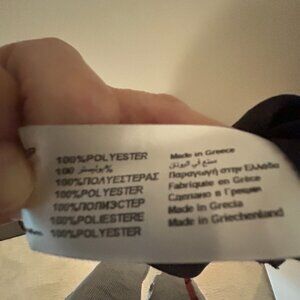 100%POLYESTER
100 %بوليستر
100%ΠΟΛΥΕΣΤΕΡΑΣ
100%POLYESTER
100%ПОЛИЭСТЕР
100%POLIESTERE
100%POLYESTER
Made in Greece
صنع في اليونان
Παραγωγή στην Ελλάδα
Fabriquée en Grèce
Сделано в Греции
Made in Grecia
Made in Griechenland